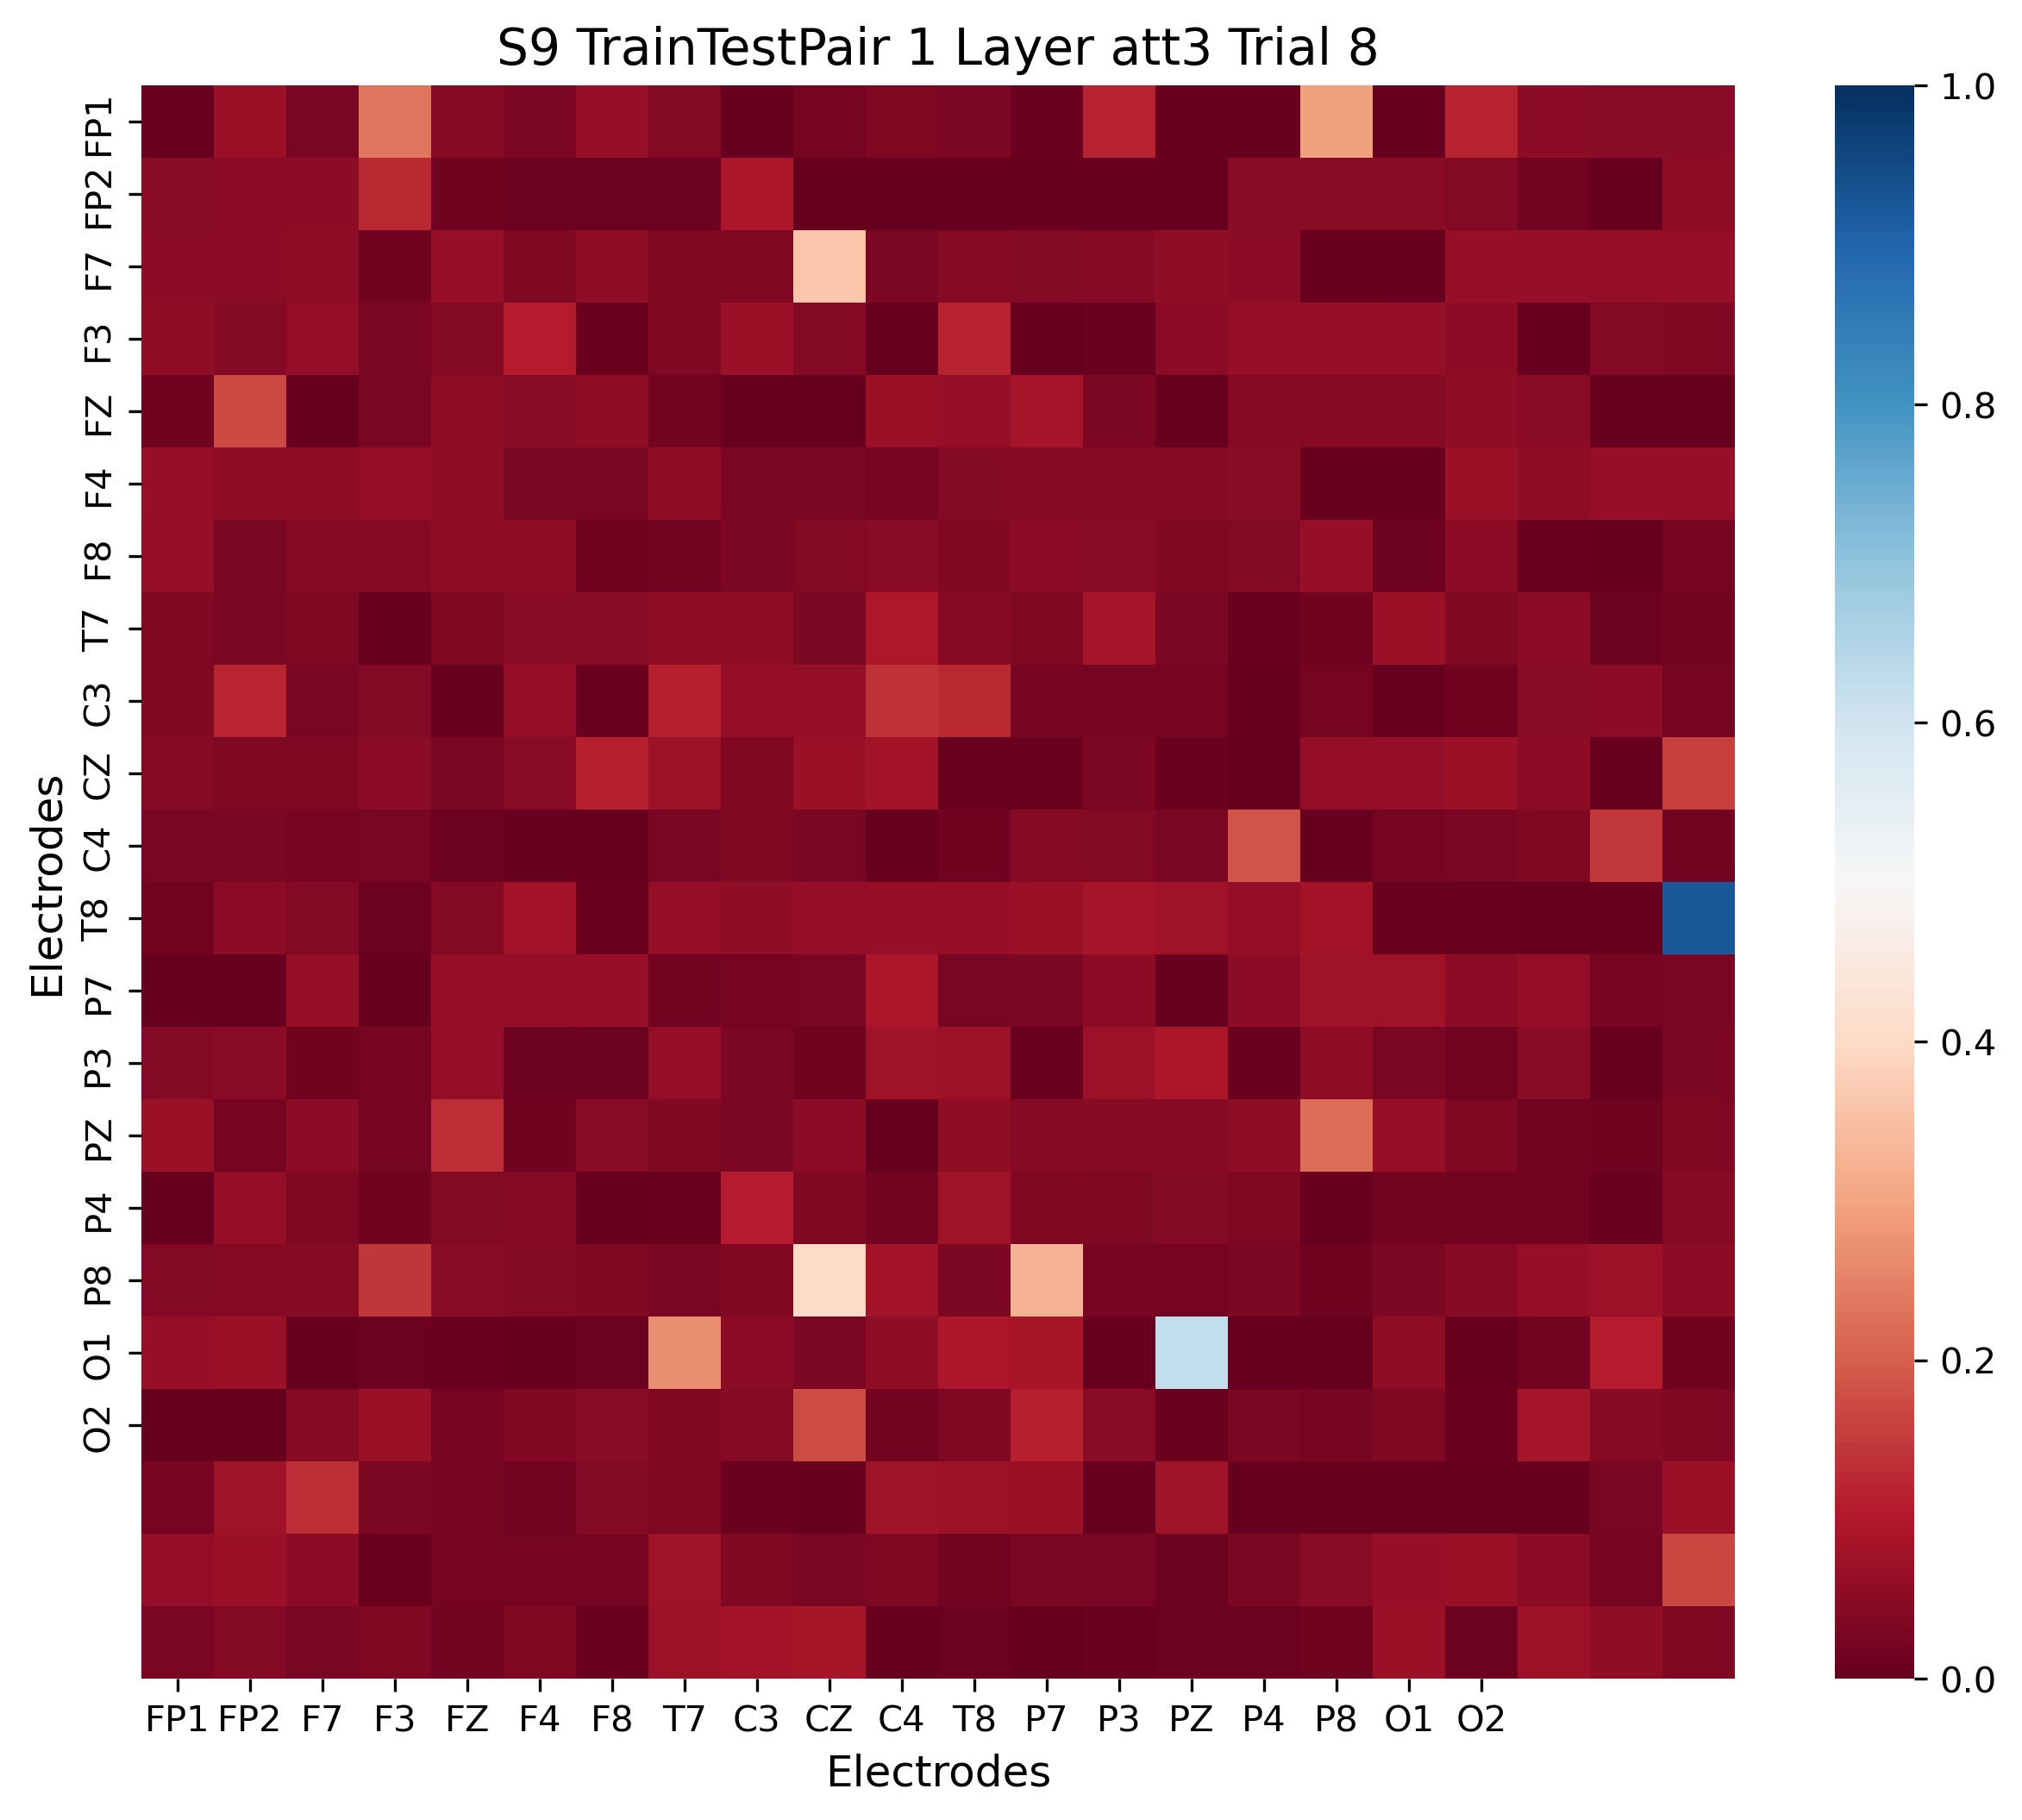 S9 TrainTestPair 1 Layer att3 Trial 8
Electrodes
FP1
FP2
F7
F3
FZ
F4
F8
T7
C3
CZ
C4
T8
P7
P3
PZ
P4
P8
O1
O2
FP1 FP2 F7 F3 FZ F4 F8 T7 C3 CZ C4 T8 P7 P3 PZ P4 P8 O1 O2
Electrodes
1.0
0.8
0.6
0.4
0.2
0.0